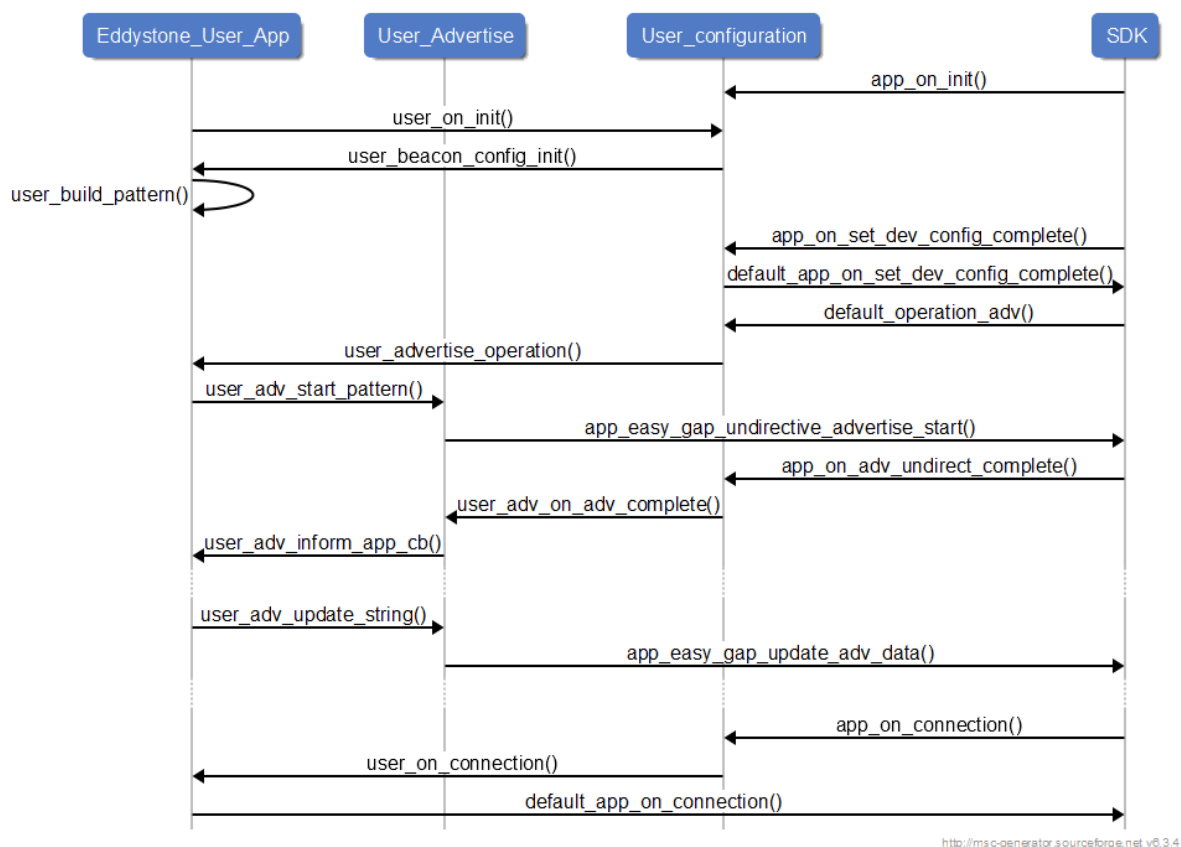 Eddystone_User_App
User_Advertise
User_configuration
SDK
app_on_init()
user_on_init()
user_beacon_config_init()
user_build_pattern()
app_on_set_dev_config_complete()
default_app_on_set_dev_config_complete()
default_operation_adv()
user_advertise_operation()
user_adv_start_pattern()
app_easy_gap_undirective_advertise_start()
app_on_adv_undirect_complete()
user_adv_on_adv_complete()
user_adv_inform_app_cb()
user_adv_update_string()
app_easy_gap_update_adv_data()
app_on_connection()
user_on_connection()
default_app_on_connection()
http://msc-generator.sourceforge.net v6.3.4